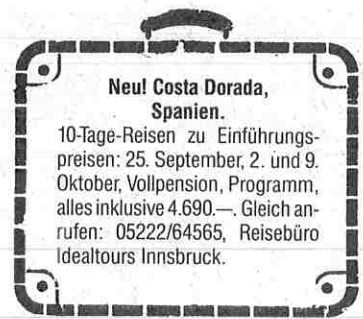 Neu! Costa Dorada,
Spanien.
10-Tage-Reisen zu Einführungs-
preisen: 25. September, 2. und 9.
Oktober, Vollpension, Programm,
alles inklusive 4.690.—. Gleich an-
rufen: 05222/64565, Reisebüro
Idealtours Innsbruck.